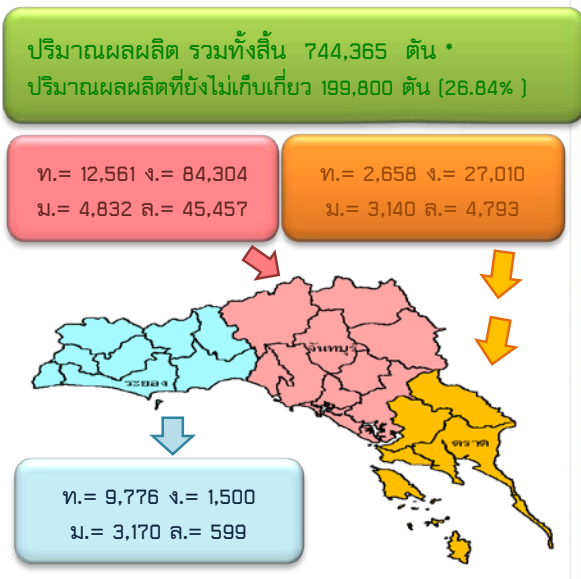 ปริมาณผลผลิต รวมทั้งสิ้น 744,365 ตัน *
ปริมาณผลผลิตที่ยังไม่เก็บเกี่ยว 199,800 ตัน (26.84% )
ท.= 12,561 ง.= 84,304
ม.= 4,832 ล.= 45,457
ท.= 2,658 ง.= 27,010
ม.= 3,140 ล.= 4,793
จันทบุรี
ระยอง
ตราด
ท.= 9,776 ง.= 1,500
ม.= 3,170 ล.= 599